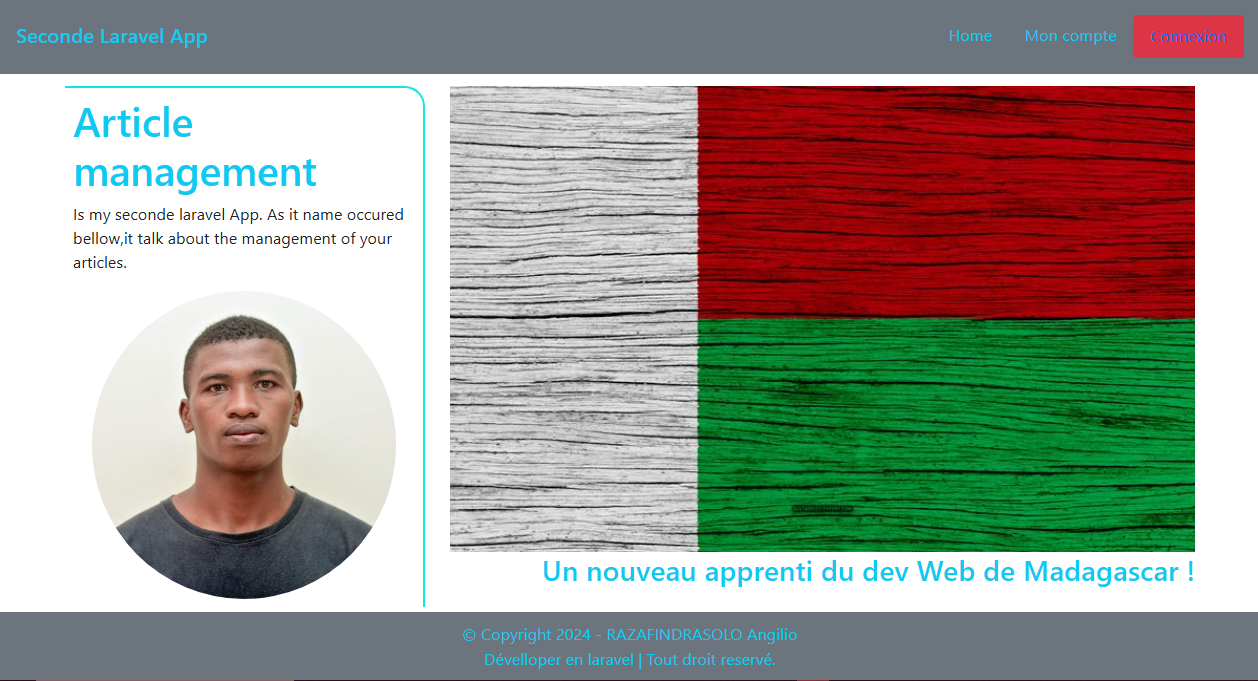 Seconde Laravel App
Home
Mon compte
Connexion
Article
management
Is my seconde laravel App. As it name occured
bellow,it talk about the management of your
articles.
Un nouveau apprenti du dev Web de Madagascar !
© Copyright 2024 - RAZAFINDRASOLO Angilio
Dévelloper en laravel | Tout droit reservé.